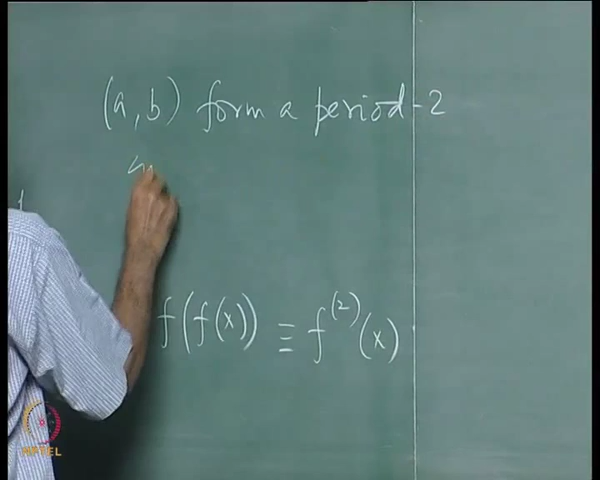 (a, b) form a period-2
f(f(x)) ≡ f^(2)(x)
NPTEL